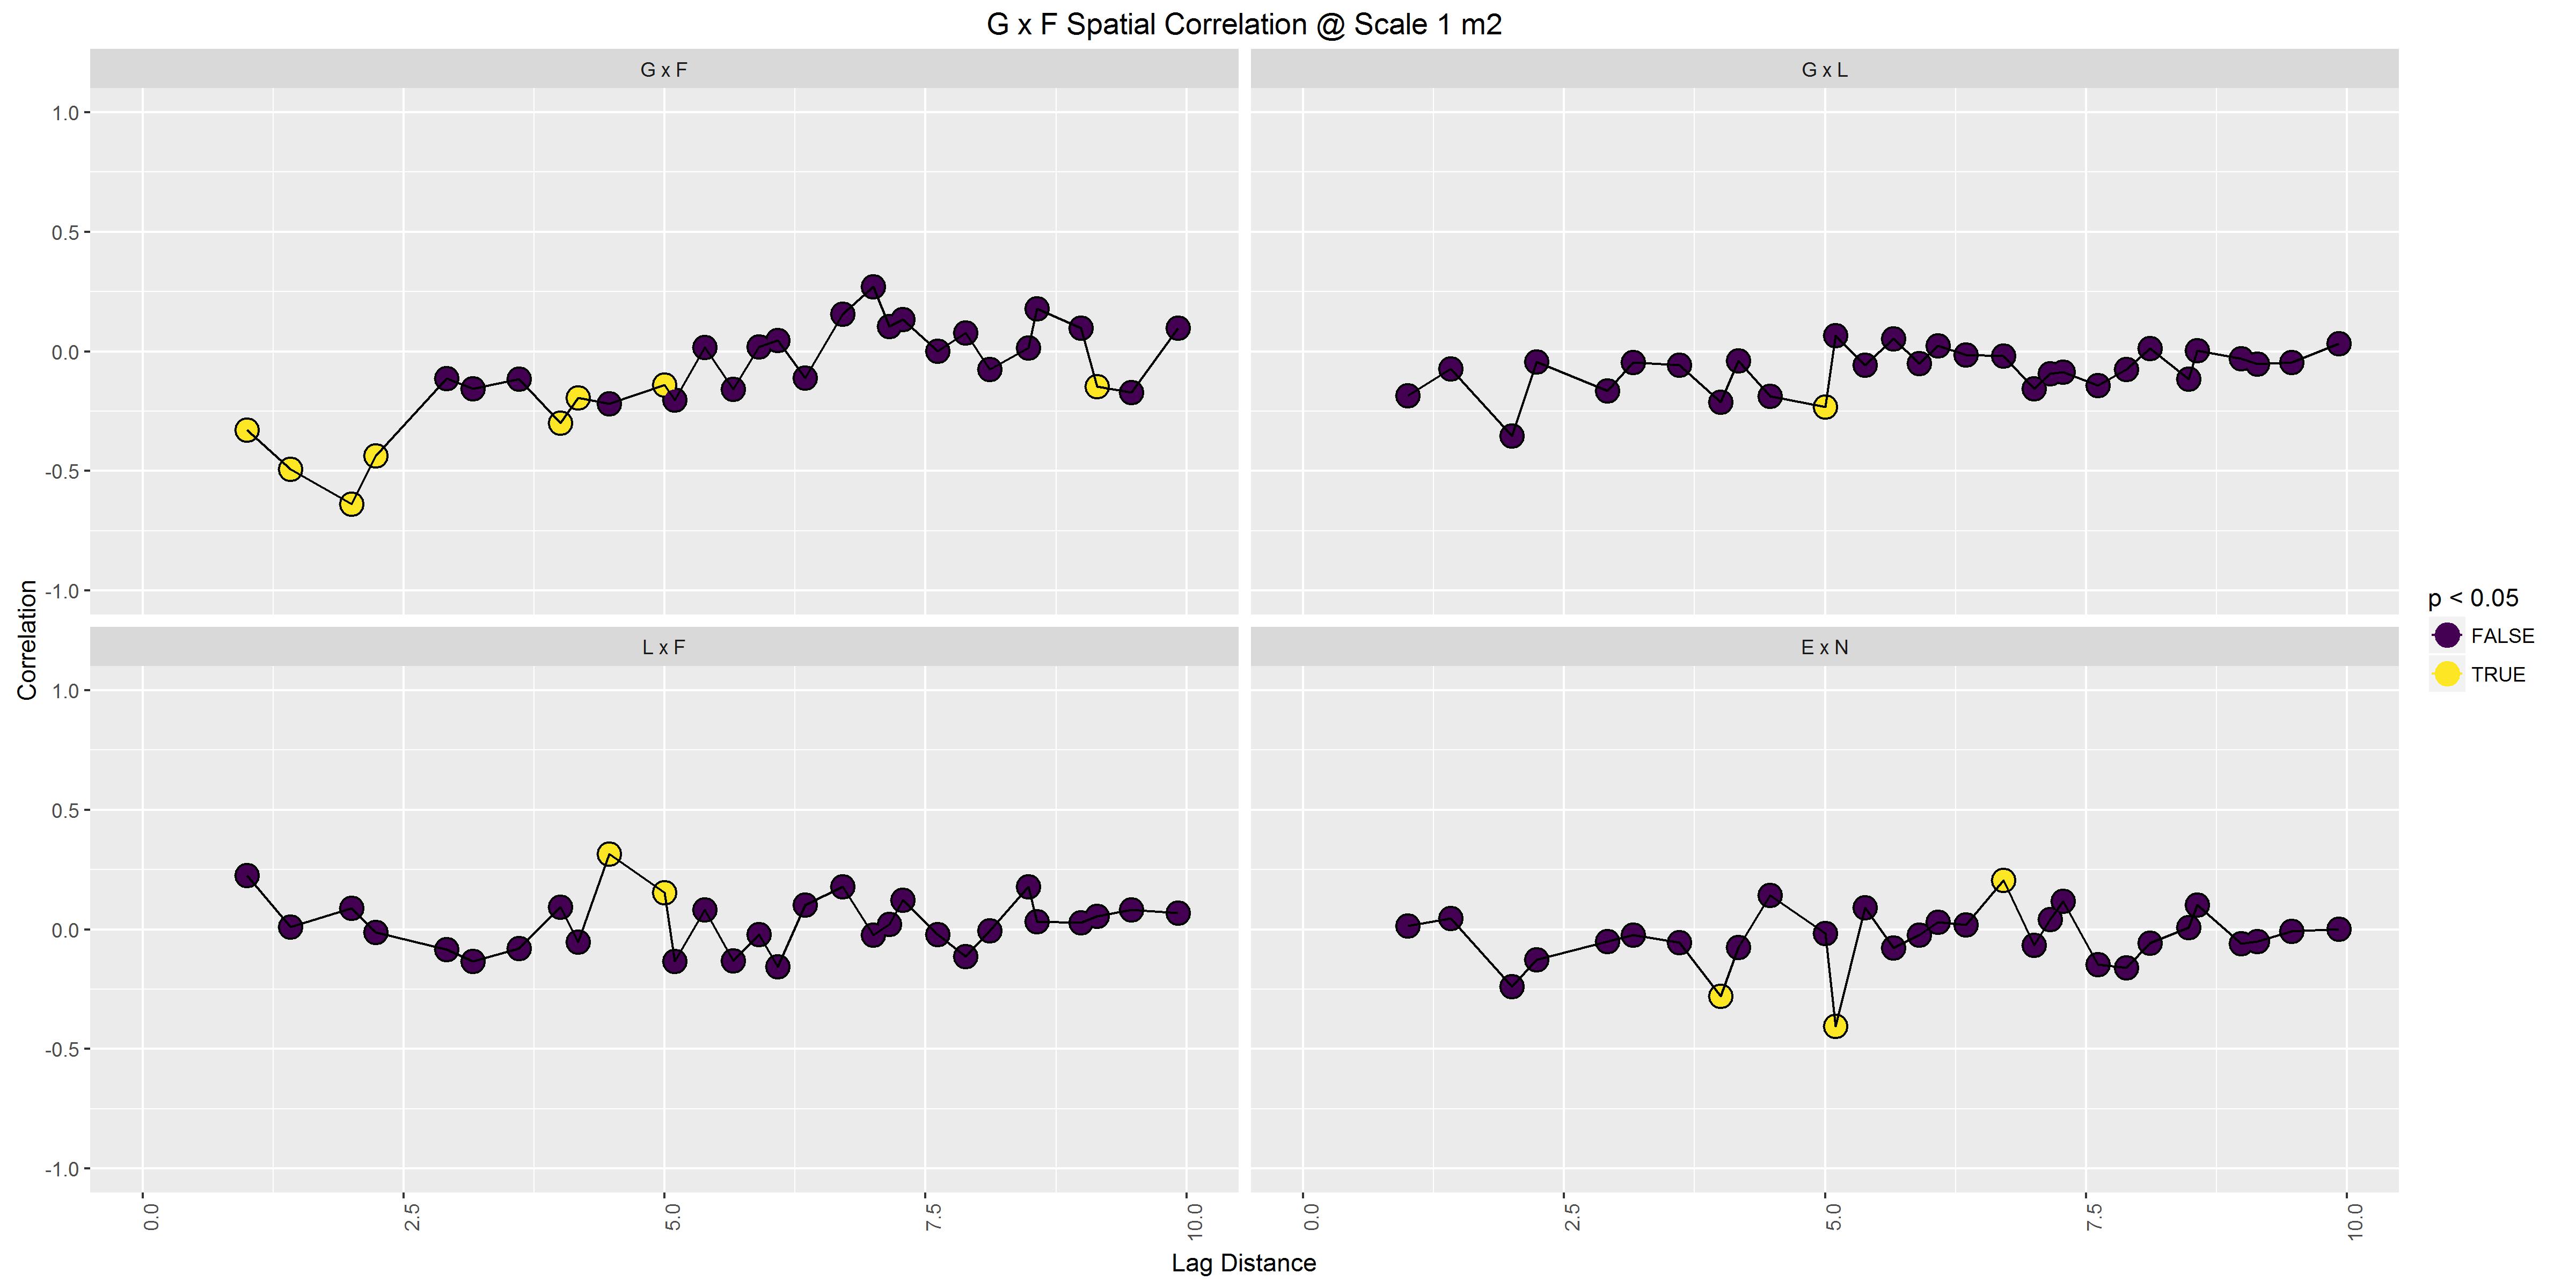 G x F Spatial Correlation @ Scale 1 m2
G x F
G x L
1.0
0.5
0.0
-0.5
-1.0
L x F
E x N
1.0
0.5
0.0
-0.5
-1.0
Correlation
0.0
2.5
5.0
7.5
10.0
0.0
2.5
5.0
7.5
10.0
Lag Distance
p < 0.05
FALSE
TRUE